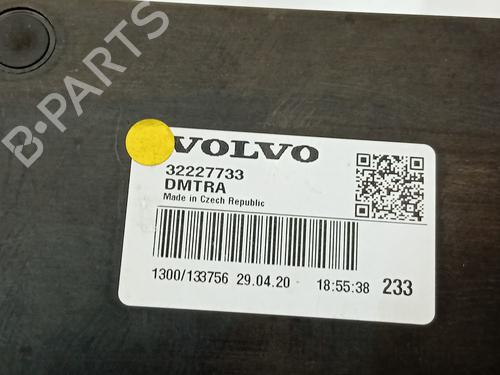 B-PARTS
VOLVO
32227733
DMTRA
Made in Czech Republic
1300/133756 29.04.20 - 18:55:38 233